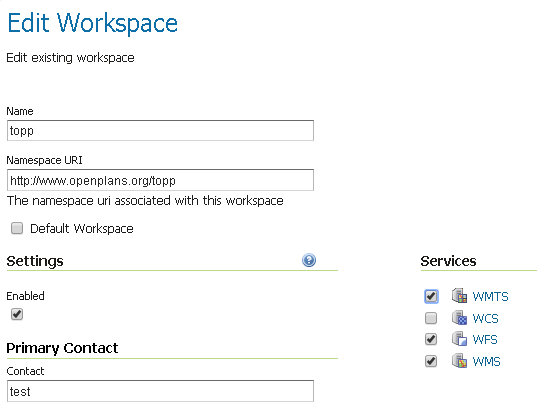 Edit Workspace
Edit existing workspace
Name
topp
Namespace URI
http://www.openplans.org/topp
The namespace uri associated with this workspace
Default Workspace
Settings
Enabled
Primary Contact
Contact
test
Services
WMTS
WCS
WFS
WMS